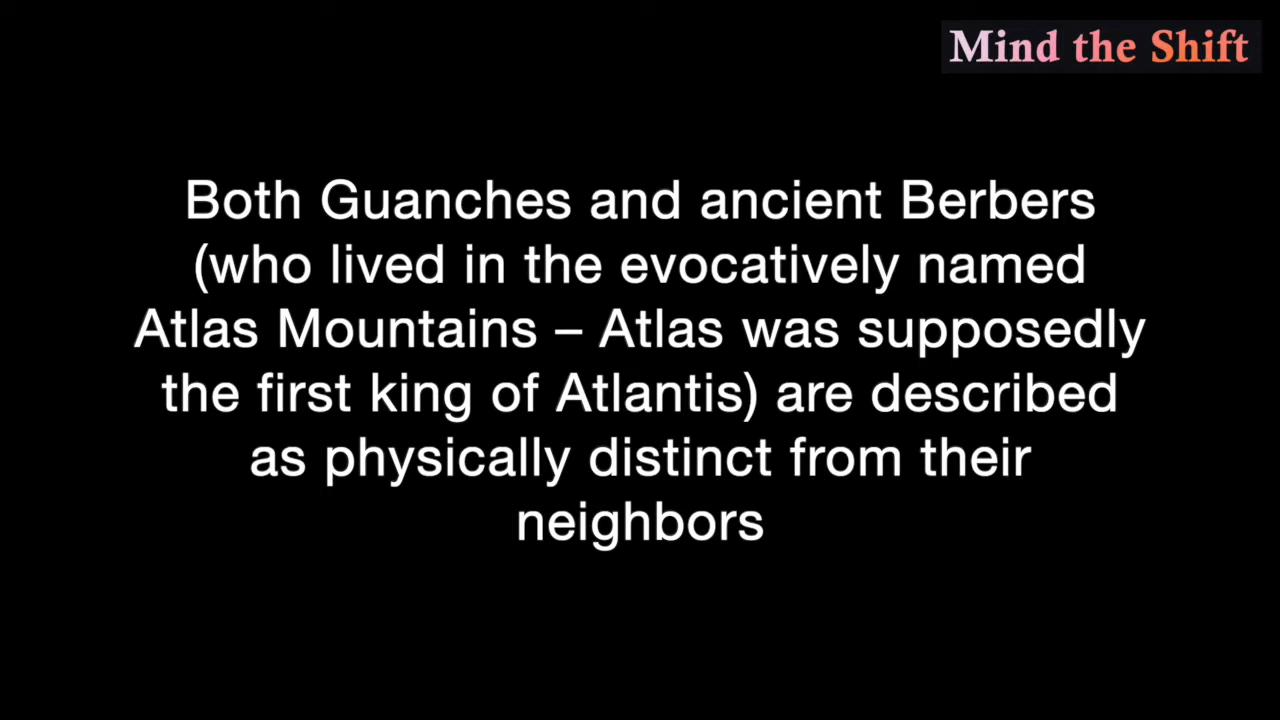 Mind the Shift
Both Guanches and ancient Berbers
(who lived in the evocatively named
Atlas Mountains – Atlas was supposedly
the first king of Atlantis) are described
as physically distinct from their
neighbors